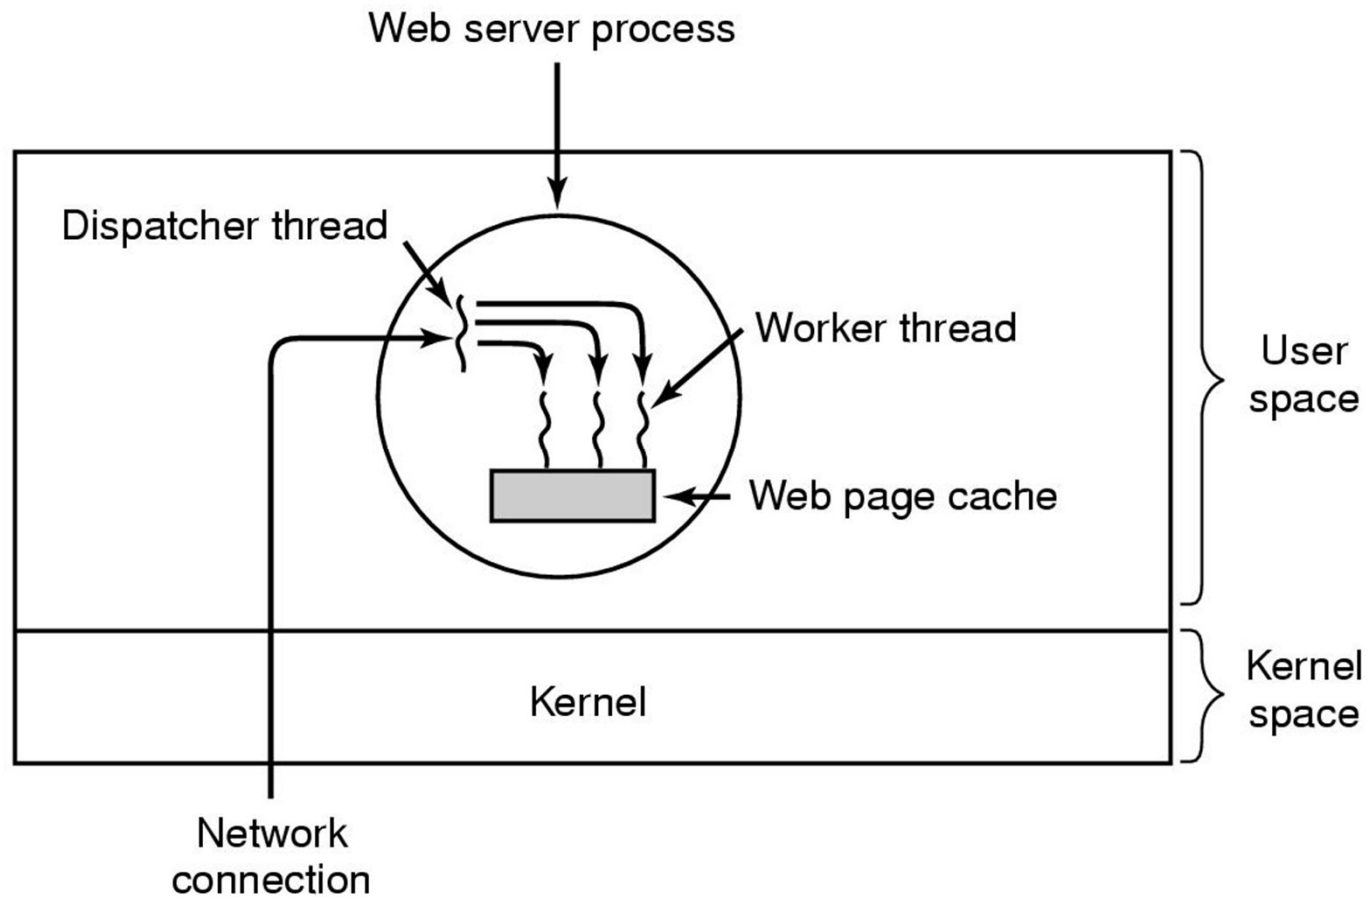 Web server process
Dispatcher thread
Worker thread
User
space
Web page cache
Kernel
Kernel
space
Network
connection